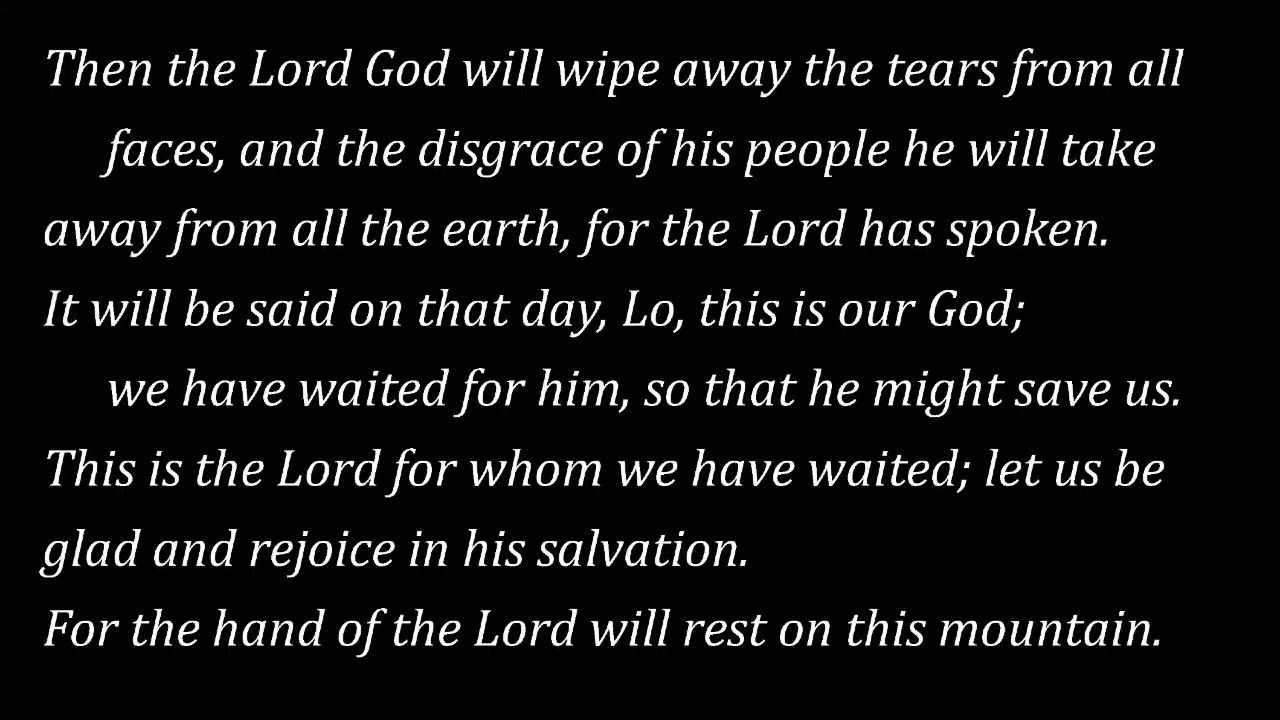 Then the Lord God will wipe away the tears from all
faces, and the disgrace of his people he will take
away from all the earth, for the Lord has spoken.
It will be said on that day, Lo, this is our God;
we have waited for him, so that he might save us.
This is the Lord for whom we have waited; let us be
glad and rejoice in his salvation.
For the hand of the Lord will rest on this mountain.